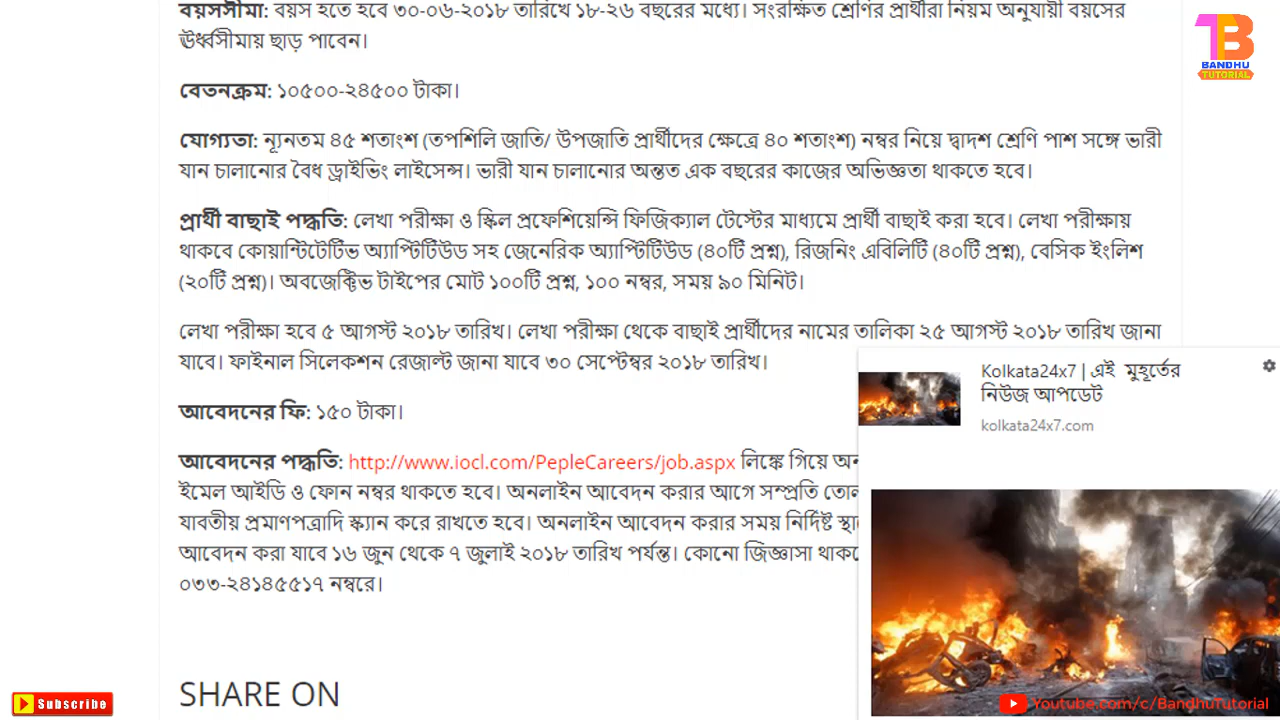 বয়সসীমা: বয়স হতে হবে ৩০-০৬-২০১৮ তারিখে ১৮-২৬ বছরের মধ্যে। সংরক্ষিত শ্রেণির প্রার্থীরা নিয়ম অনুযায়ী বয়সের
ঊর্ধ্বসীমায় ছাড় পাবেন।
BANDHU
TUTORIAL
বেতনক্রম: ১০৫০০-২৪৫০০ টাকা।
যোগ্যতা: ন্যূনতম ৪৫ শতাংশ (তপশিলি জাতি/ উপজাতি প্রার্থীদের ক্ষেত্রে ৪০ শতাংশ) নম্বর নিয়ে দ্বাদশ শ্রেণি পাশ সঙ্গে ভারী
যান চালানোর বৈধ ড্রাইভিং লাইসেন্স। ভারী যান চালানোর অন্তত এক বছরের কাজের অভিজ্ঞতা থাকতে হবে।
প্রার্থী বাছাই পদ্ধতি: লেখা পরীক্ষা ও স্কিল প্রফেশিয়েন্সি ফিজিক্যাল টেস্টের মাধ্যমে প্রার্থী বাছাই করা হবে। লেখা পরীক্ষায়
থাকবে কোয়ান্টিটেটিভ অ্যাপ্টিটিউড সহ জেনেরিক অ্যাপ্টিটিউড (৪০টি প্রশ্ন), রিজনিং এবিলিটি (৪০টি প্রশ্ন), বেসিক ইংলিশ
(২০টি প্রশ্ন)। অবজেক্টিভ টাইপের মোট ১০০টি প্রশ্ন, ১০০ নম্বর, সময় ৯০ মিনিট।
লেখা পরীক্ষা হবে ৫ আগস্ট ২০১৮ তারিখ। লেখা পরীক্ষা থেকে বাছাই প্রার্থীদের নামের তালিকা ২৫ আগস্ট ২০১৮ তারিখ জানা
যাবে। ফাইনাল সিলেকশন রেজাল্ট জানা যাবে ৩০ সেপ্টেম্বর ২০১৮ তারিখ।
আবেদনের ফি: ১৫০ টাকা।
আবেদনের পদ্ধতি: http://www.iocl.com/PepleCareers/job.aspx লিঙ্কে গিয়ে
ইমেল আইডি ও ফোন নম্বর থাকতে হবে। অনলাইন আবেদন করার আগে সম্প্রতি
যাবতীয় প্রমাণপত্রাদি স্ক্যান করে রাখতে হবে। অনলাইন আবেদন করার সময় নির্দিষ্ট
আবেদন করা যাবে ১৬ জুন থেকে ৭ জুলাই ২০১৮ তারিখ পর্যন্ত। কোনো জিজ্ঞাসা
০৩৩-২৪১৪৫৫১৭ নম্বরে।
Kolkata24x7 | এই মুহূর্তের
নিউজ আপডেট
kolkata24x7.com
SHARE ON
Subscribe
Youtube.com/c/BandhuTutorial